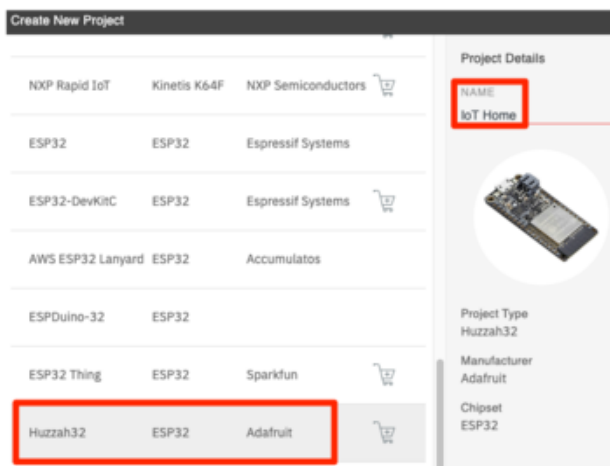 Create New Project
NXP Rapid IoT Kinetis K64F NXP Semiconductors
ESP32 ESP32 Espressif Systems
ESP32-DevKitC ESP32 Espressif Systems
AWS ESP32 Lanyard ESP32 Accumulatos
ESPDuino-32 ESP32
ESP32 Thing ESP32 Sparkfun
Huzzah32 ESP32 Adafruit
Project Details
NAME
IoT Home
Project Type
Huzzah32
Manufacturer
Adafruit
Chipset
ESP32